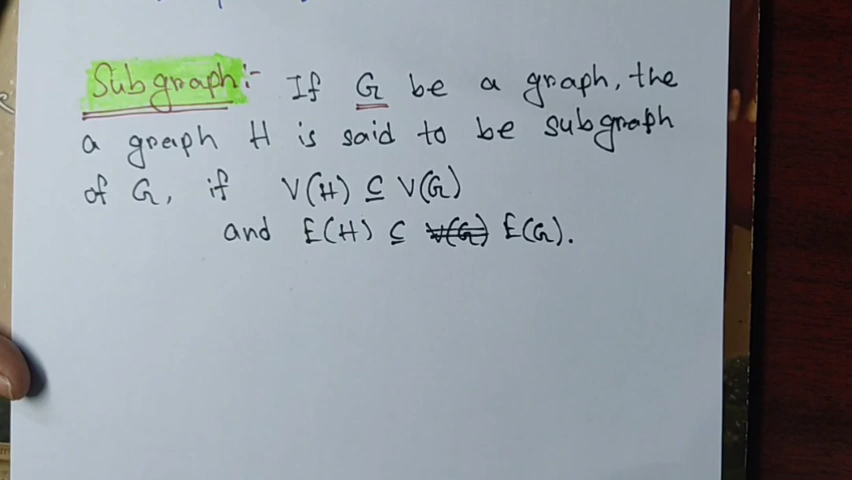 Subgraph:- If G be a graph, the
a graph H is said to be subgraph
of G, if V(H) ⊆ V(G)
and E(H) ⊆ V(G) E(G).